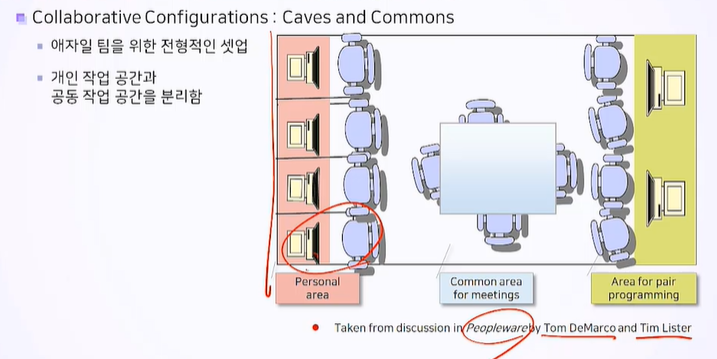 Collaborative Configurations : Caves and Commons
애자일 팀을 위한 전형적인 셋업
개인 작업 공간과
공동 작업 공간을 분리함
Personal
area
Common area
for meetings
Area for pair
programming
Taken from discussion in Peopleware by Tom DeMarco and Tim Lister